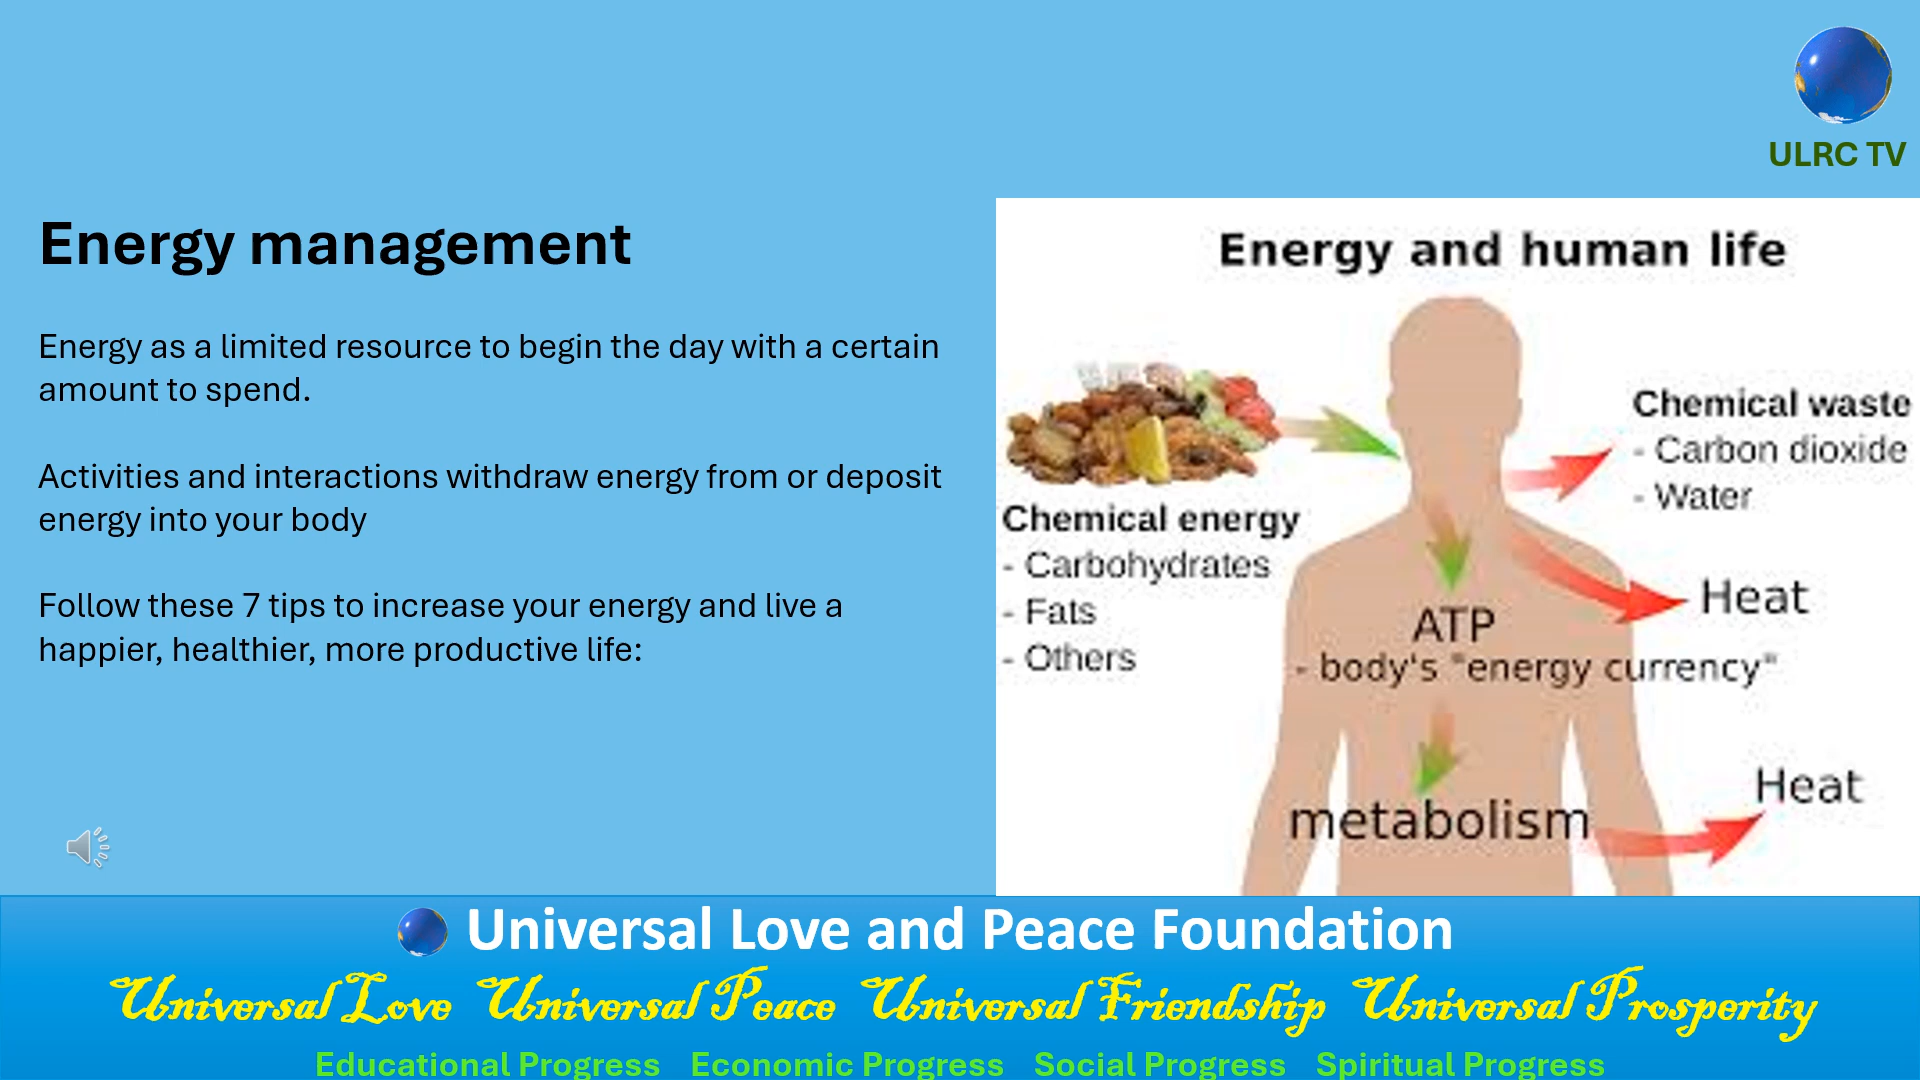 ULRC TV
Energy management
Energy as a limited resource to begin the day with a certain
amount to spend.
Activities and interactions withdraw energy from or deposit
energy into your body
Follow these 7 tips to increase your energy and live a
happier, healthier, more productive life:
Energy and human life
Chemical energy
- Carbohydrates
- Fats
- Others
Chemical waste
- Carbon dioxide
- Water
Heat
ATP
- body's "energy currency"
metabolism
Heat
Universal Love and Peace Foundation
Universal Love Universal Peace Universal Friendship Universal Prosperity
Educational Progress Economic Progress Social Progress Spiritual Progress